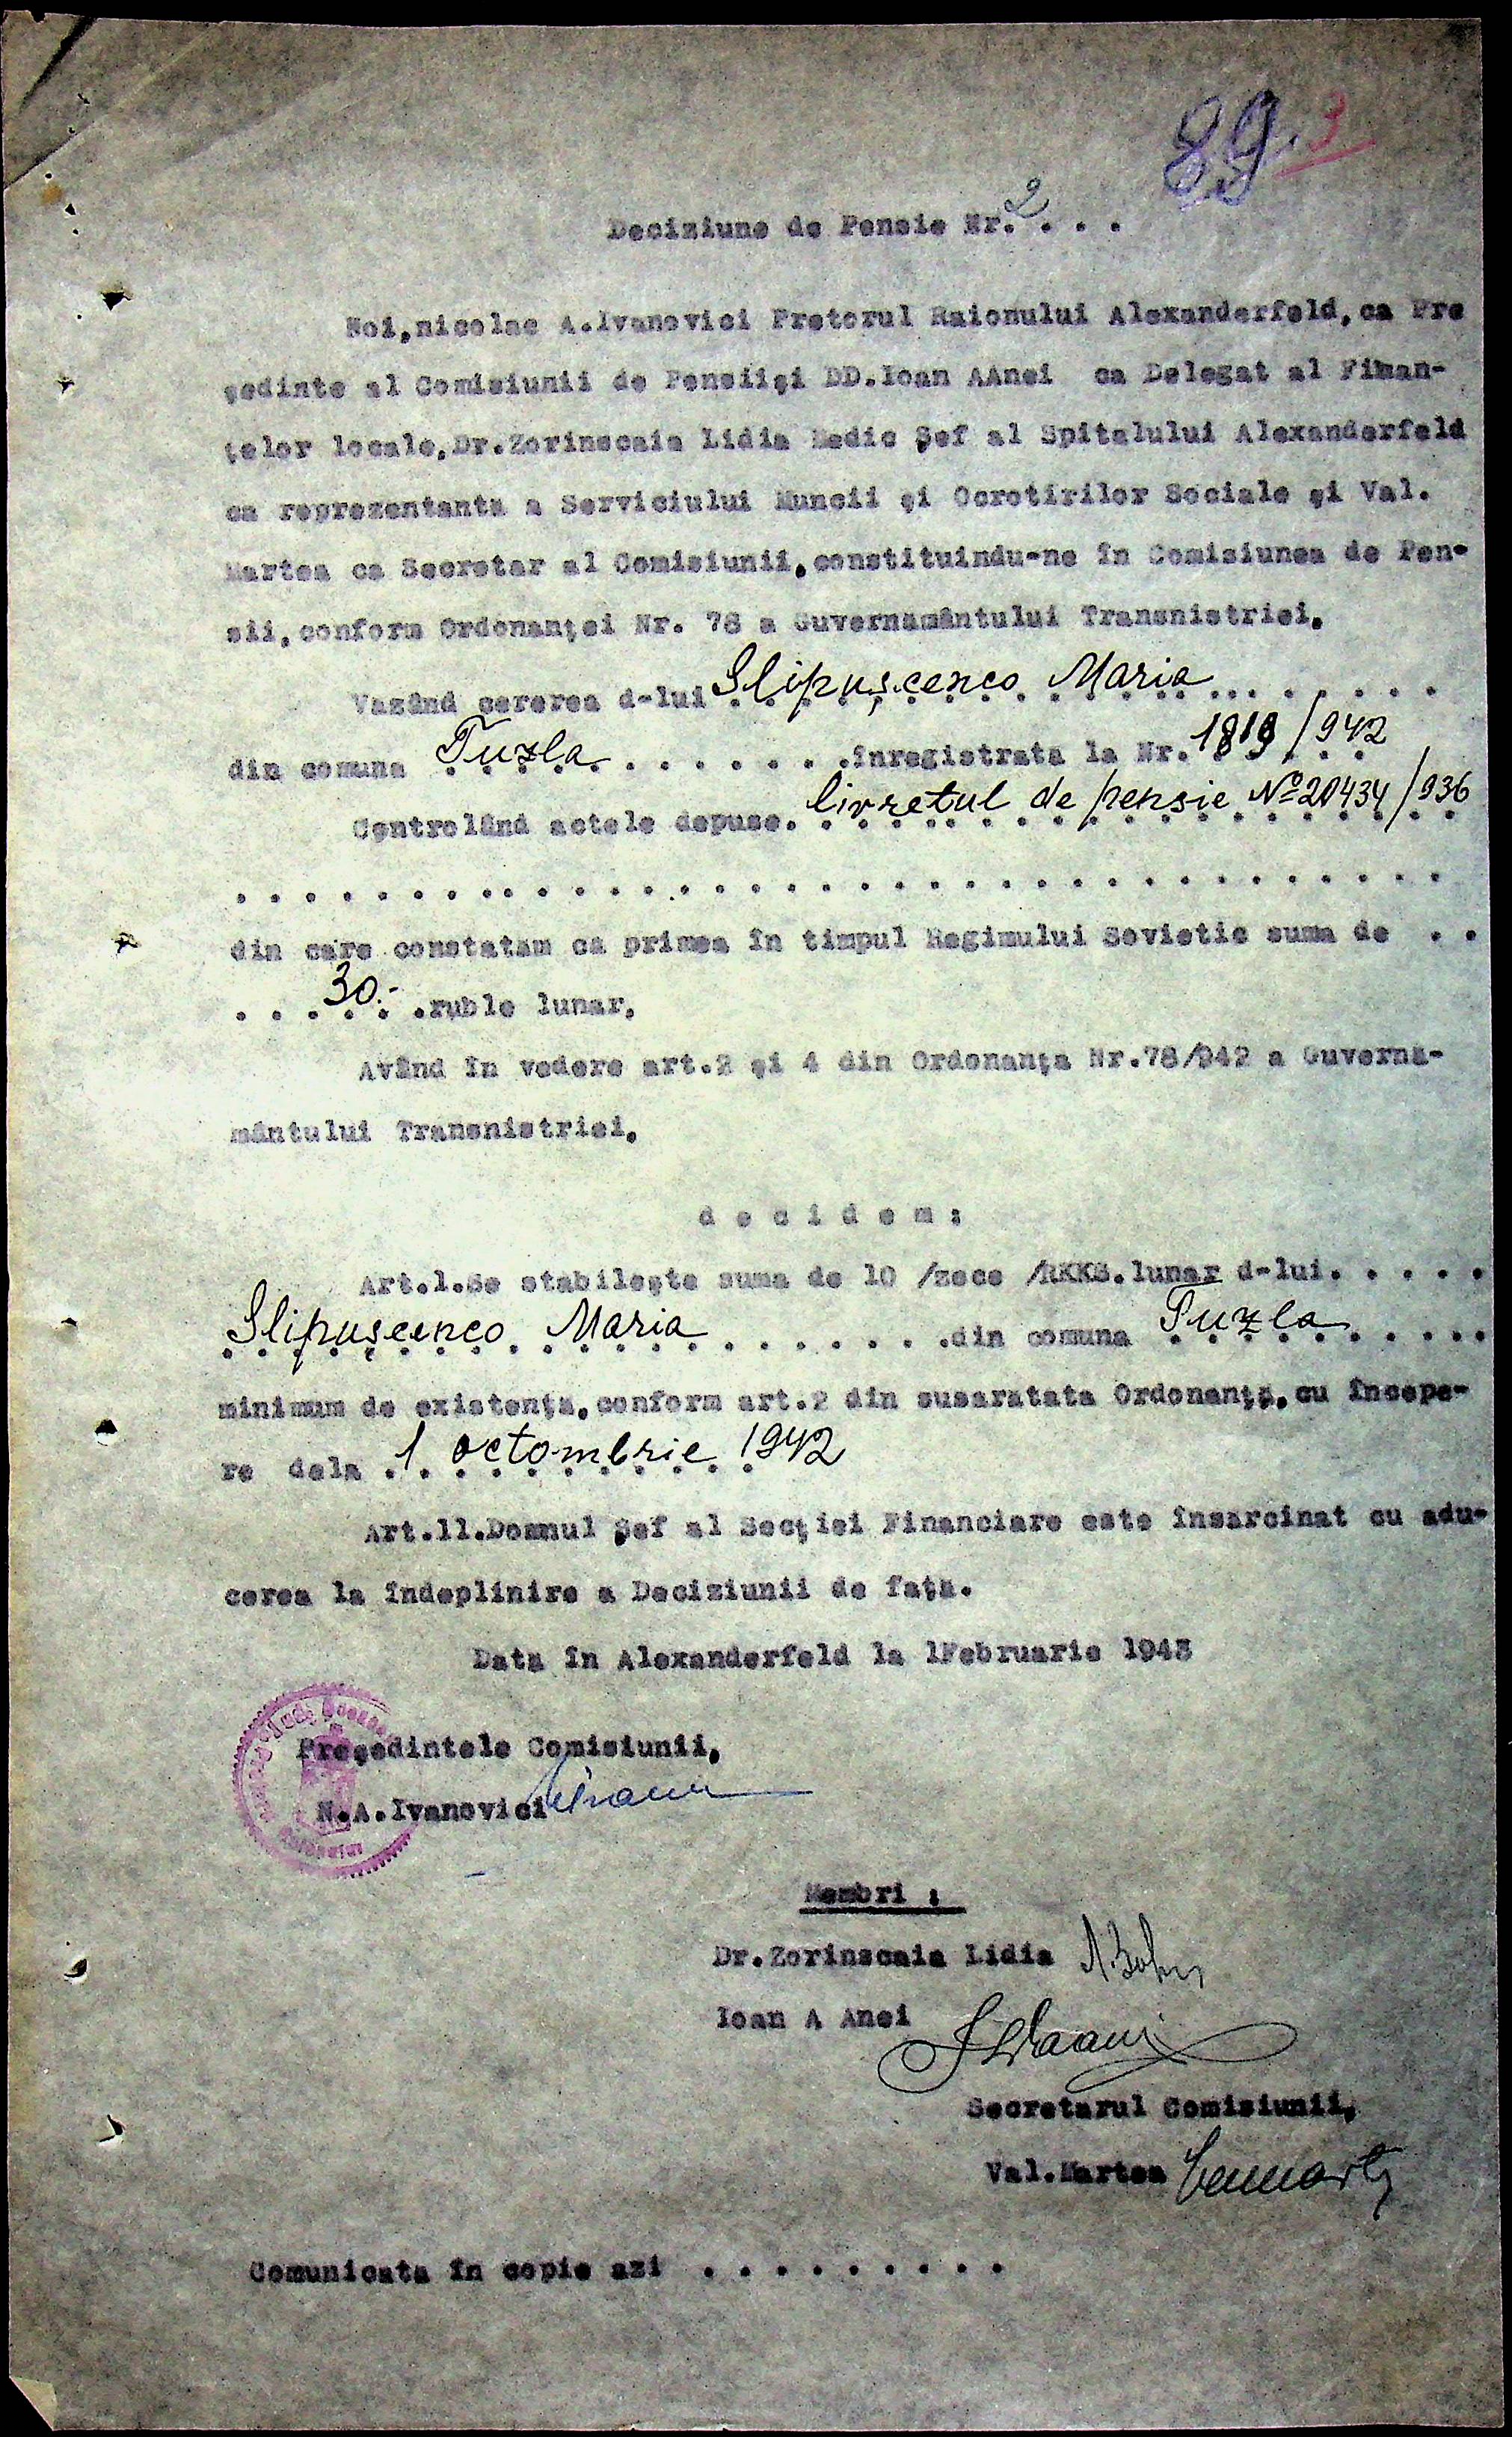 89. 3
Deciziune de Pensie Nr. 2 . . .
Noi,nicolae A.Ivanovici Pretorul Raionului Alexanderfeld,ca Pre
şedinte al Comisiunii de Pensiişi DD.Ioan AAnei ca Delegat al Finan-
ţelor locale,Dr.Zorinscaia Lidia Medic Şef al Spitalului Alexanderfeld
ca reprezentanta a Serviciului Muncii şi Ocrotirilor Sociale şi Val.
Martea ca Secretar al Comisiunii,constituindu-ne în Comisiunea de Pen-
sii,conform Ordonanţei Nr. 78 a Guvernamântului Transnistriei.
Vazând cererea d-lui Slipuşcenco Maria . . . . . . . .
din comuna Tuzla . . . . . . . .înregistrata la Nr. 1819/942
Controlând actele depuse. livretul de pensie Nº 20434/936
. . . . . . . . . . . . . . . . . . . . . . . . . . . . . . . . . . .
din care constatam ca primea în timpul Regimului Sovietic suma de . .
. . . 30.- .ruble lunar.
Având în vedere art.2 şi 4 din Ordonanţa Nr.78/942 a Guverna-
mântului Transnistriei.
d e c i d e m :
Art.1.Se stabileşte suma de 10 /zece /RKKS.lunar d-lui. . . . .
Slipuşcenco Maria . . . . . . . .din comuna Tuzla . . . . .
minimum de existenţa,conform art.2 din susaratata Ordonanţa,cu începe-
re dela 1 octombrie 1942
Art.11.Domnul Şef al Secţiei Financiare este însarcinat cu adu-
cerea la îndeplinire a Deciziunii de faţa.
Data în Alexanderfeld la 1Februarie 1943
Preşedintele Comisiunii,
N.A.Ivanovici
Membri :
Dr.Zorinscaia Lidia
Ioan A Anei
Secretarul Comisiunii,
Val.Martea
Comunicata în copie azi . . . . . . . . .